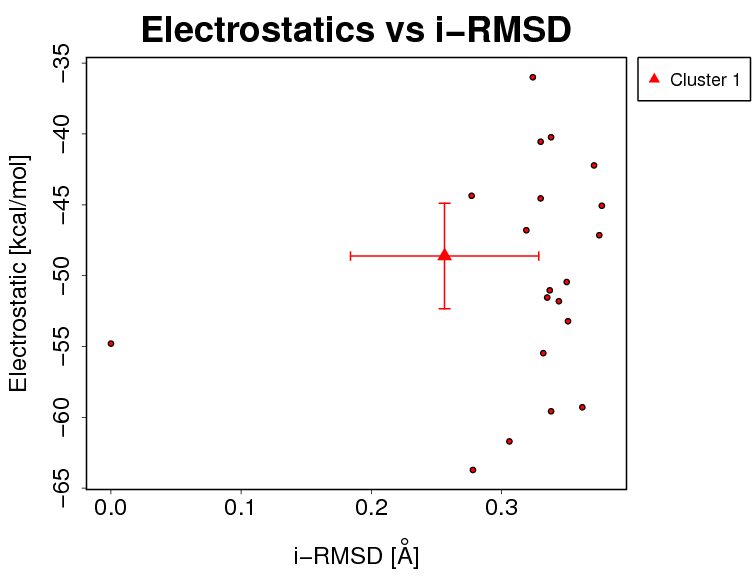 Electrostatics vs i−RMSD
Cluster 1
Electrostatic [kcal/mol]
−35
−40
−45
−50
−55
−60
−65
0.0 0.1 0.2 0.3
i−RMSD [Å]